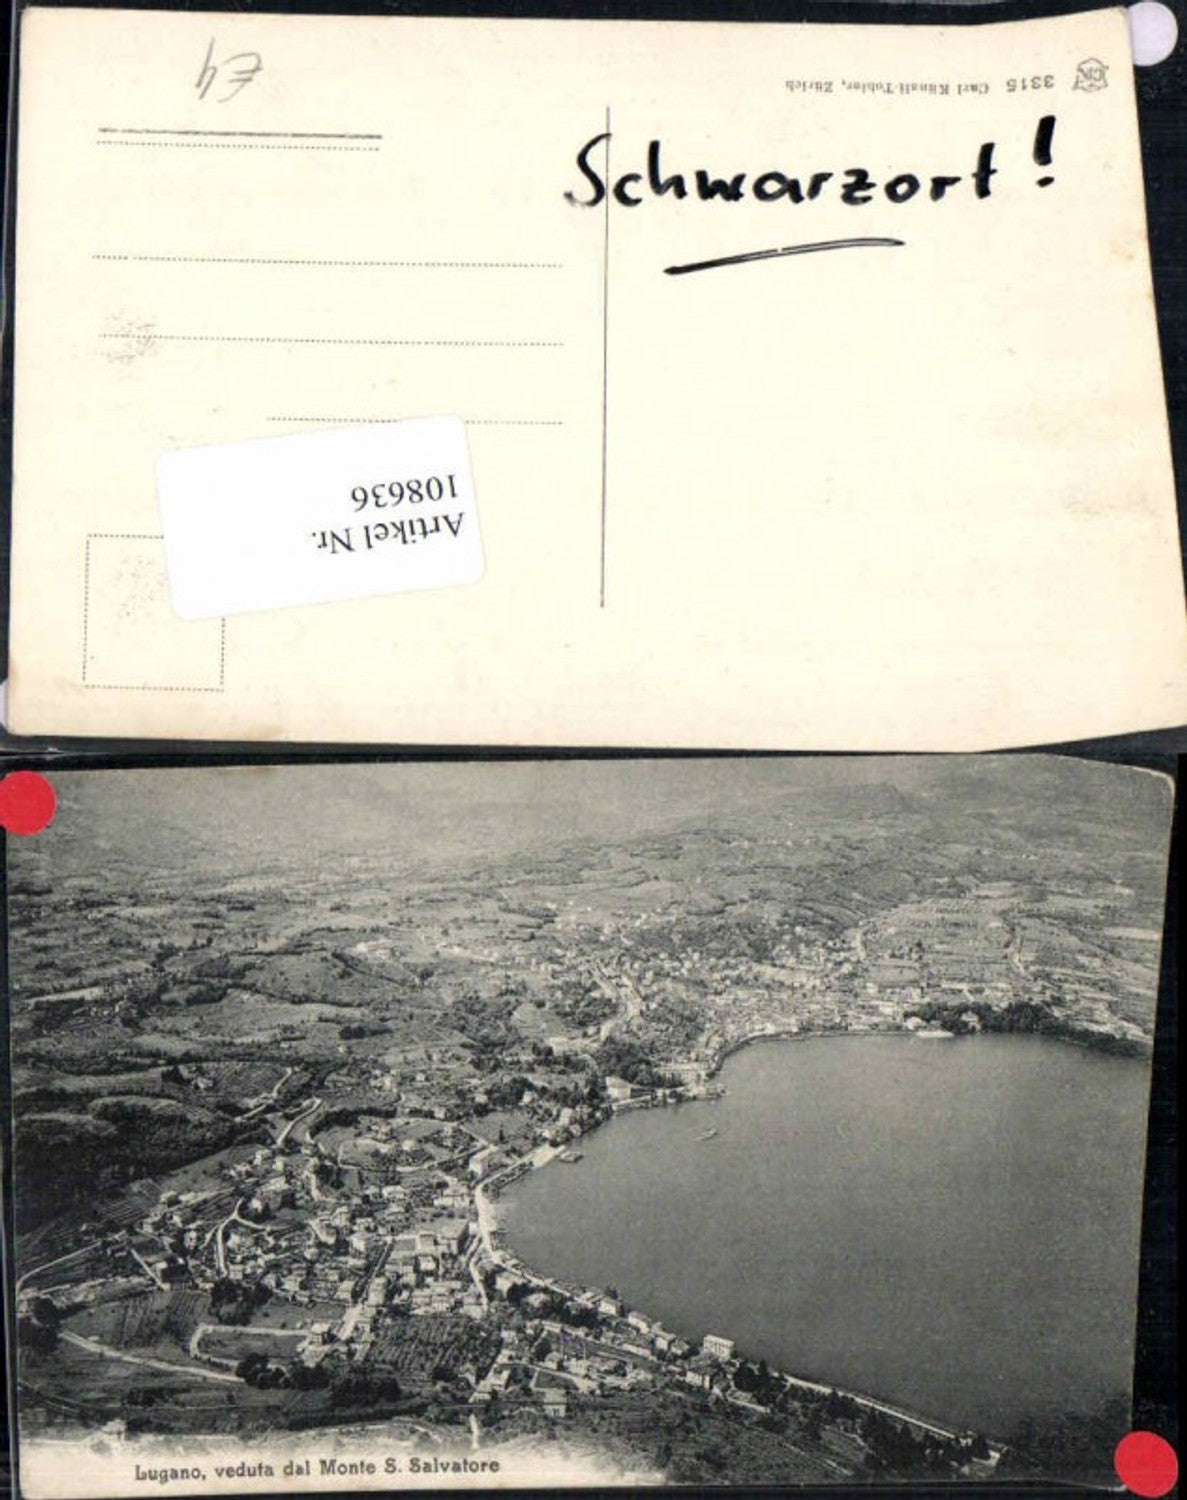 E4
3315 Carl Künzli-Tobler, Zürich
Schwarzort!
Artikel Nr.
108636
Lugano, veduta dal Monte S. Salvatore